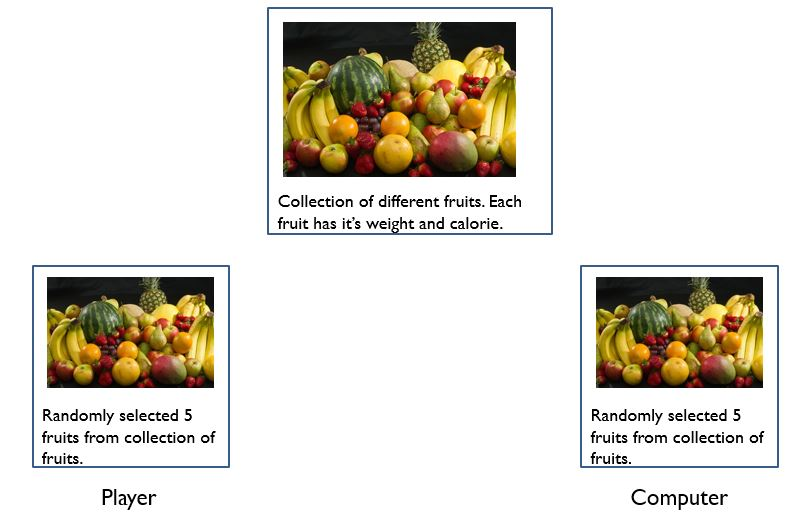 Collection of different fruits. Each
fruit has it's weight and calorie.
Randomly selected 5
fruits from collection of
fruits.
Player
Randomly selected 5
fruits from collection of
fruits.
Computer